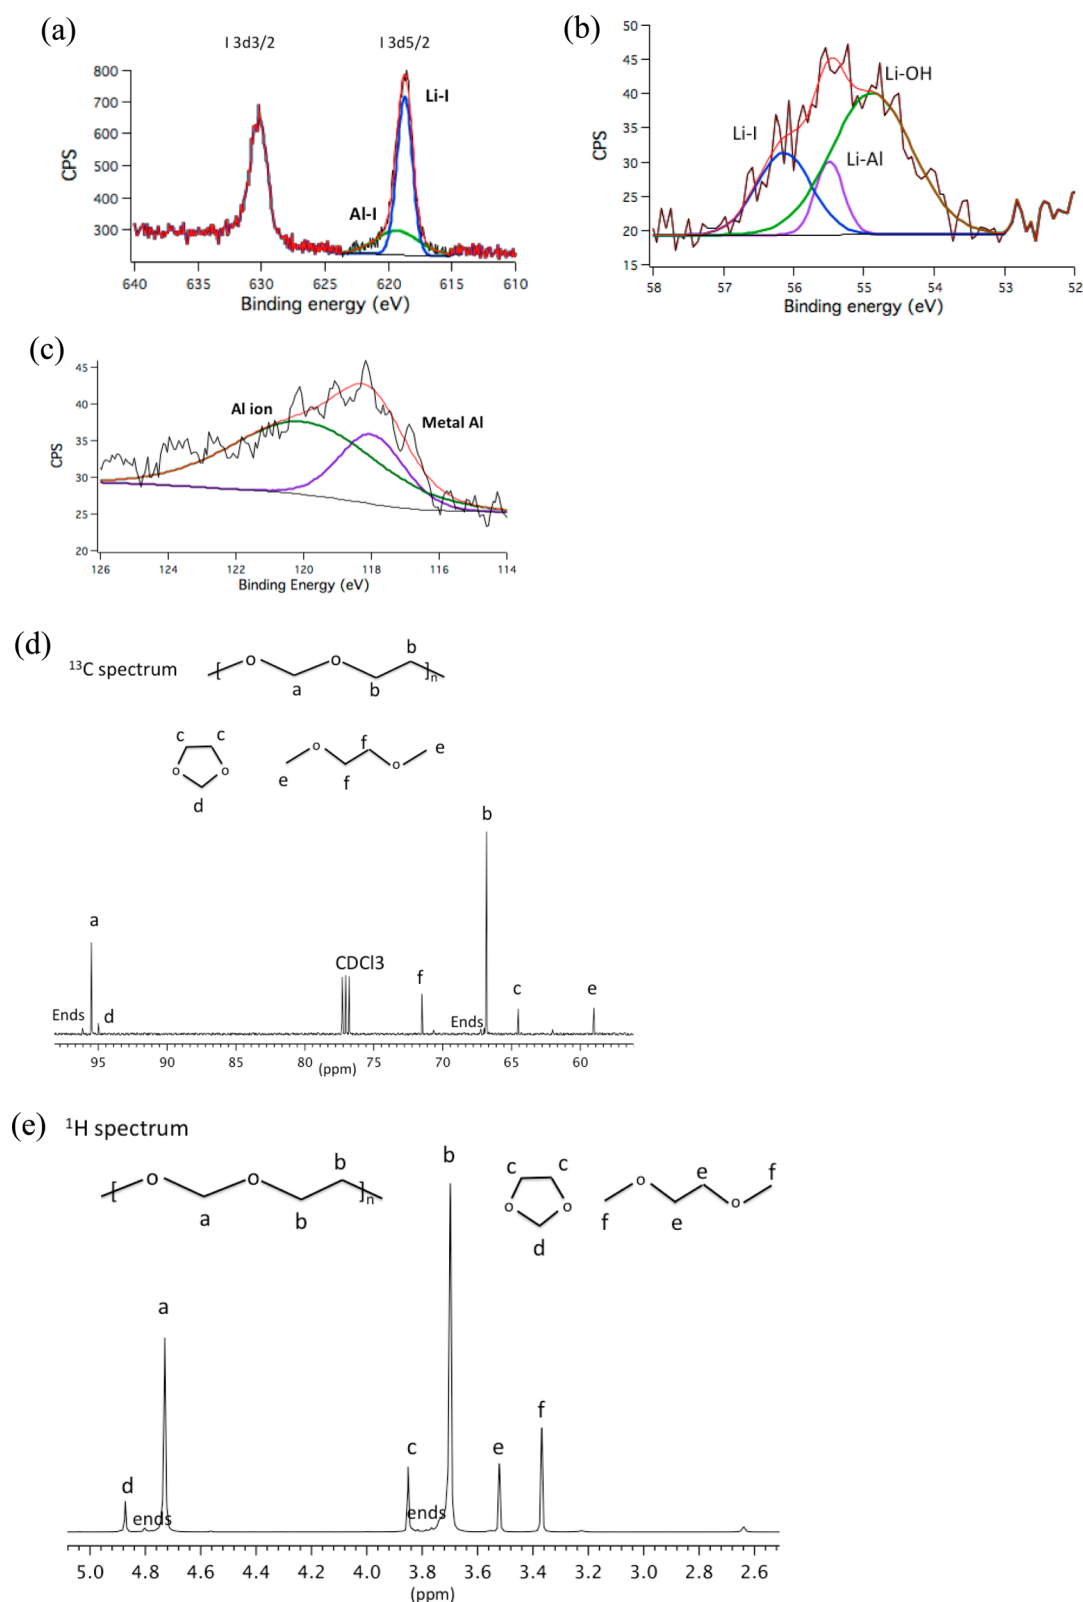 (a)
I 3d3/2 I 3d5/2
800
700
600
500
400
300
CPS
Li-I
Al-I
640 635 630 625 620 615 610
Binding energy (eV)
(b)
50
45
40
35
30
25
20
15
CPS
Li-OH
Li-I
Li-Al
58 57 56 55 54 53 52
Binding energy (eV)
(c)
45
40
35
30
25
20
CPS
Al ion
Metal Al
126 124 122 120 118 116 114
Binding Energy (eV)
(d)
13C spectrum
b
O O
[ ]n
a b
c c f e
O O O O
e f
d
b
a
CDCl3
f
Ends d Ends c e
95 90 85 80 75 70 65 60
(ppm)
(e) 1H spectrum
b b c c e f
O O
[ ]n O O O O
a b d f e
a
d ends c ends e f
5.0 4.8 4.6 4.4 4.2 4.0 3.8 3.6 3.4 3.2 3.0 2.8 2.6
(ppm)